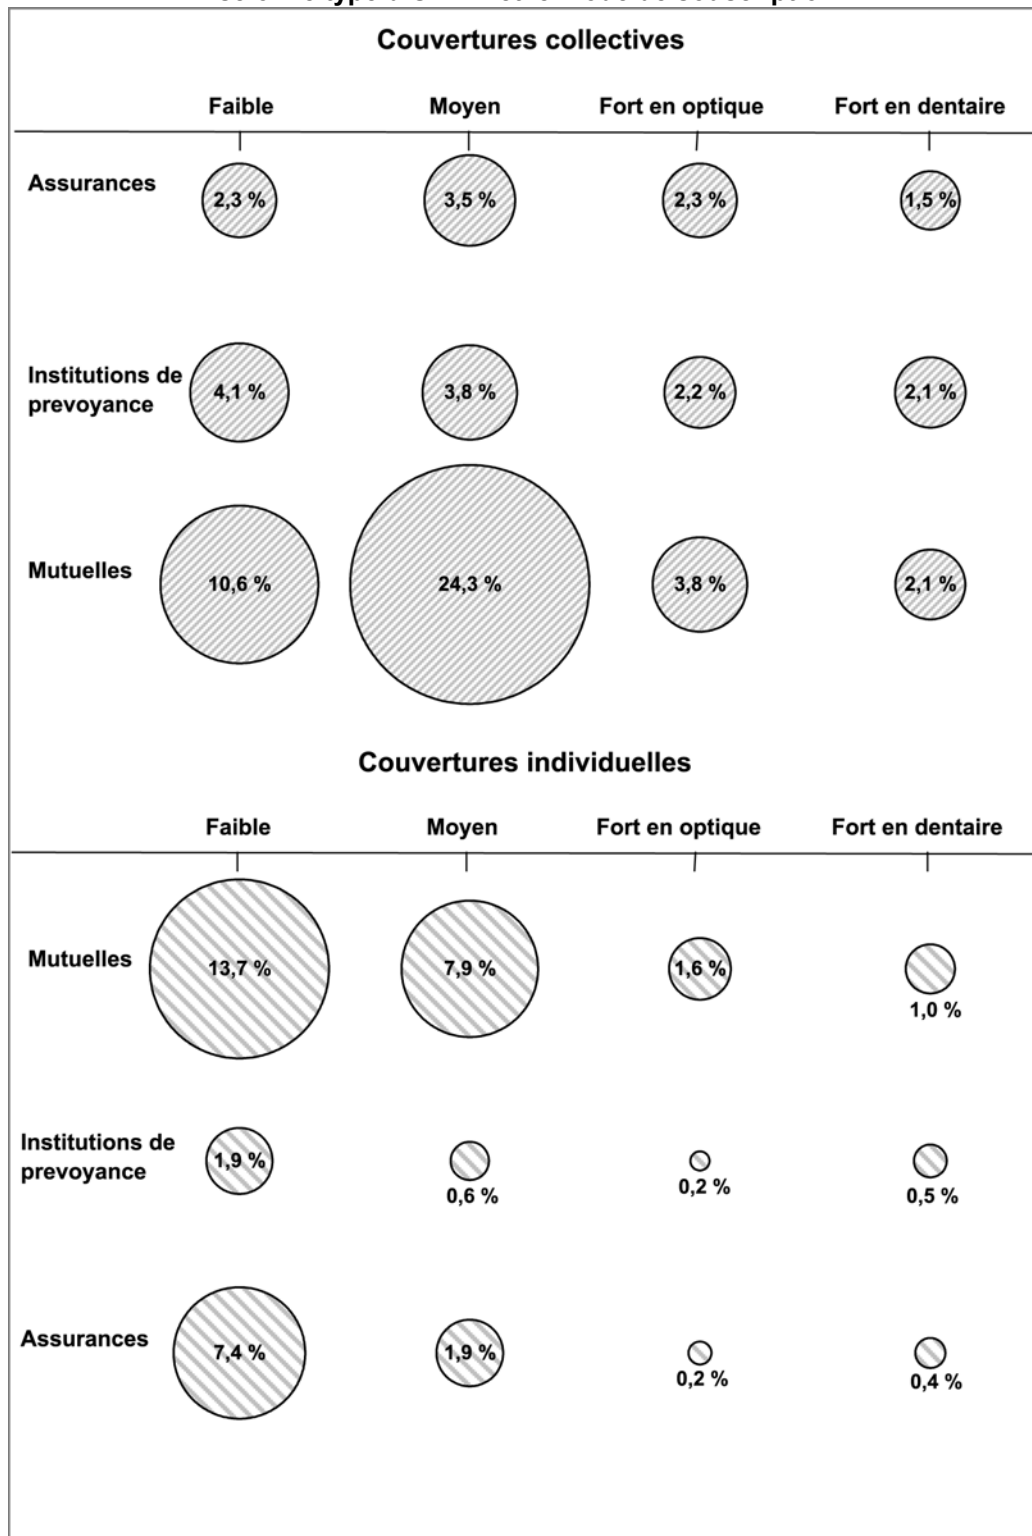 Couvertures collectives
Faible Moyen Fort en optique Fort en dentaire
Assurances 2,3 % 3,5 % 2,3 % 1,5 %
Institutions de
prevoyance 4,1 % 3,8 % 2,2 % 2,1 %
Mutuelles 10,6 % 24,3 % 3,8 % 2,1 %
Couvertures individuelles
Faible Moyen Fort en optique Fort en dentaire
Mutuelles 13,7 % 7,9 % 1,6 % 1,0 %
Institutions de
prevoyance 1,9 % 0,6 % 0,2 % 0,5 %
Assurances 7,4 % 1,9 % 0,2 % 0,4 %